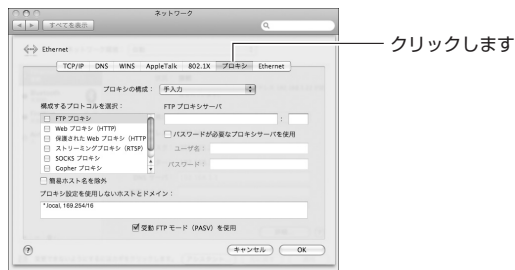 ネットワーク
すべてを表示
Ethernet
TCP/IP DNS WINS AppleTalk 802.1X プロキシ Ethernet
クリックします
プロキシの構成： 手入力
構成するプロトコルを選択：
FTP プロキシ
Web プロキシ（HTTP）
保護された Web プロキシ（HTTP
ストリーミングプロキシ（RTSP）
SOCKS プロキシ
Gopher プロキシ
FTP プロキシサーバ
:
パスワードが必要なプロキシサーバを使用
ユーザ名：
パスワード：
簡易ホスト名を除外
プロキシ設定を使用しないホストとドメイン：
*.local, 169.254/16
受動 FTP モード（PASV）を使用
?
キャンセル
OK